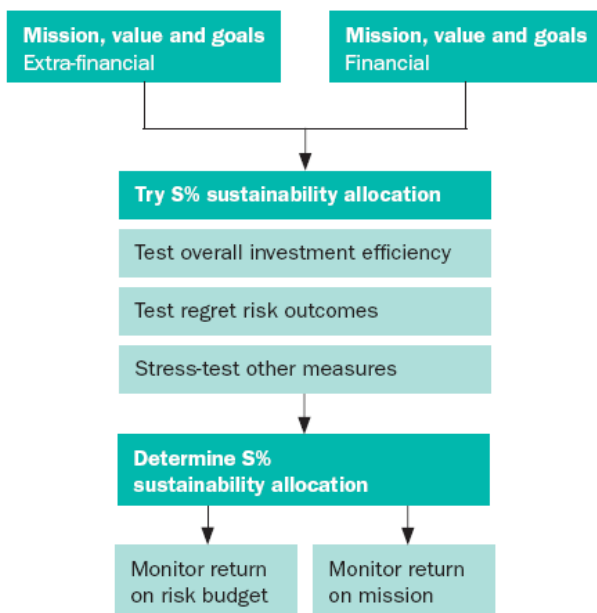 Mission, value and goals
Extra-financial
Mission, value and goals
Financial
Try S% sustainability allocation
Test overall investment efficiency
Test regret risk outcomes
Stress-test other measures
Determine S%
sustainability allocation
Monitor return
on risk budget
Monitor return
on mission